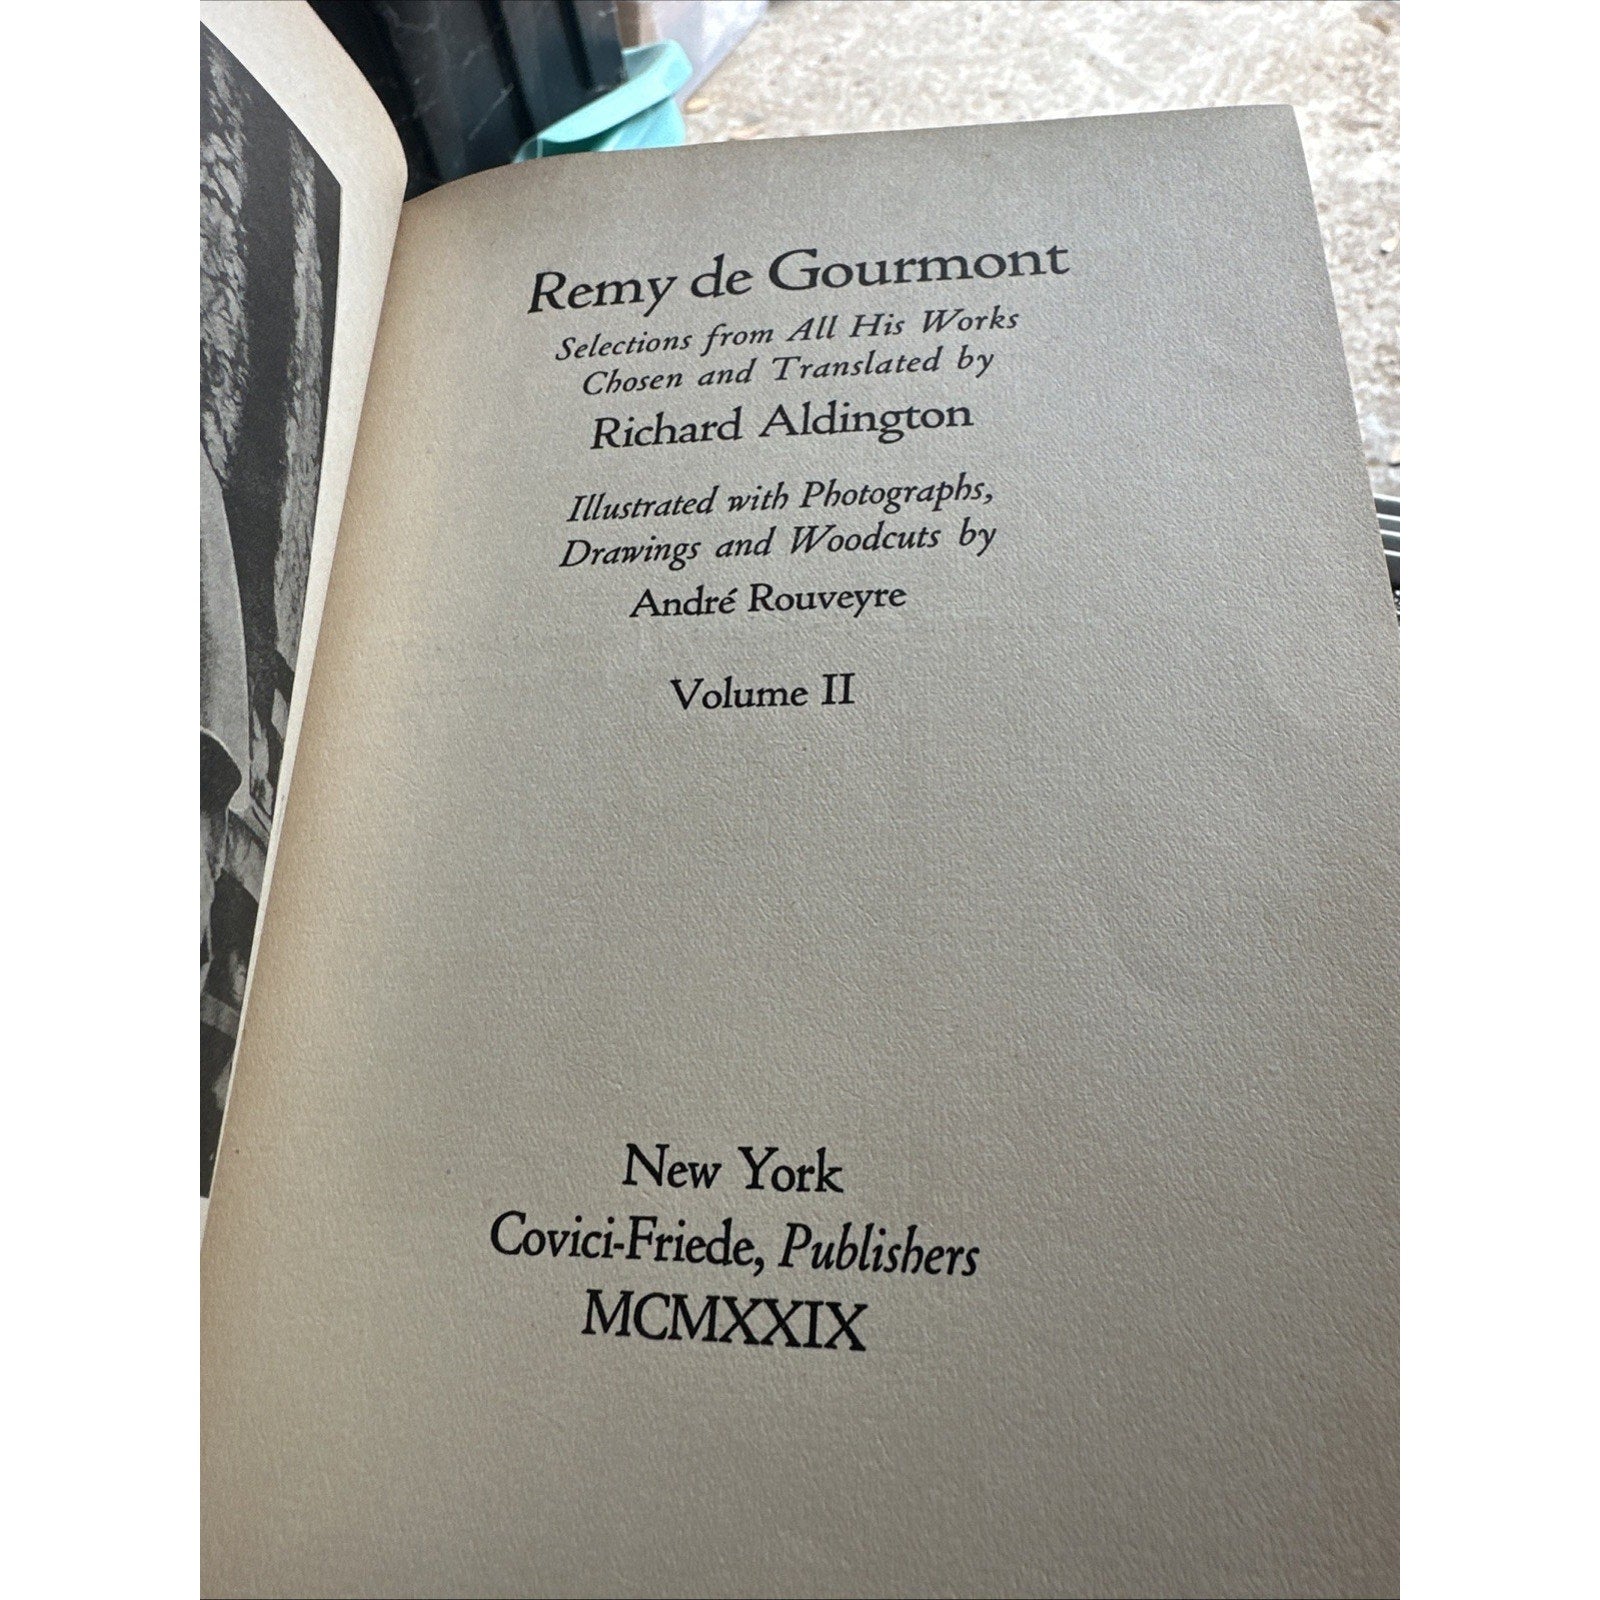 Remy de Gourmont
Selections from All His Works
Chosen and Translated by
Richard Aldington
Illustrated with Photographs,
Drawings and Woodcuts by
André Rouveyre
Volume II
New York
Covici-Friede, Publishers
MCMXXIX